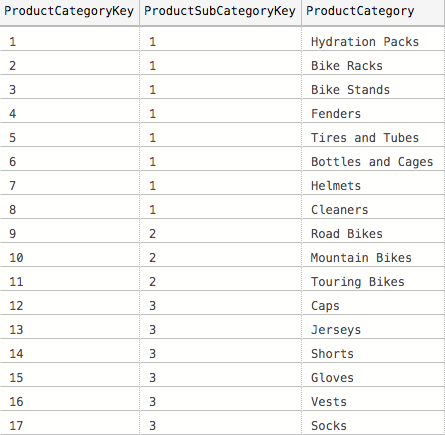 ProductCategoryKey ProductSubCategoryKey ProductCategory
1 1 Hydration Packs
2 1 Bike Racks
3 1 Bike Stands
4 1 Fenders
5 1 Tires and Tubes
6 1 Bottles and Cages
7 1 Helmets
8 1 Cleaners
9 2 Road Bikes
10 2 Mountain Bikes
11 2 Touring Bikes
12 3 Caps
13 3 Jerseys
14 3 Shorts
15 3 Gloves
16 3 Vests
17 3 Socks